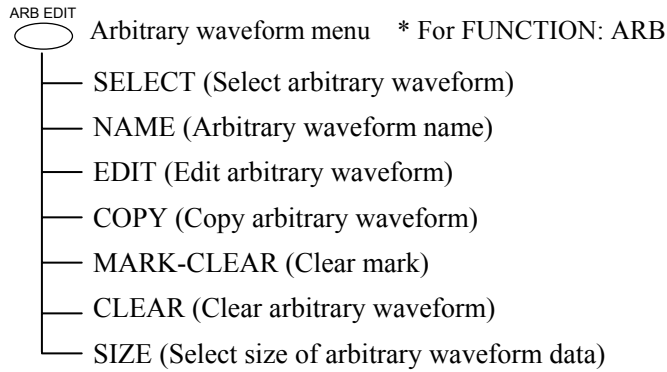 ARB EDIT
Arbitrary waveform menu * For FUNCTION: ARB
SELECT (Select arbitrary waveform)
NAME (Arbitrary waveform name)
EDIT (Edit arbitrary waveform)
COPY (Copy arbitrary waveform)
MARK-CLEAR (Clear mark)
CLEAR (Clear arbitrary waveform)
SIZE (Select size of arbitrary waveform data)